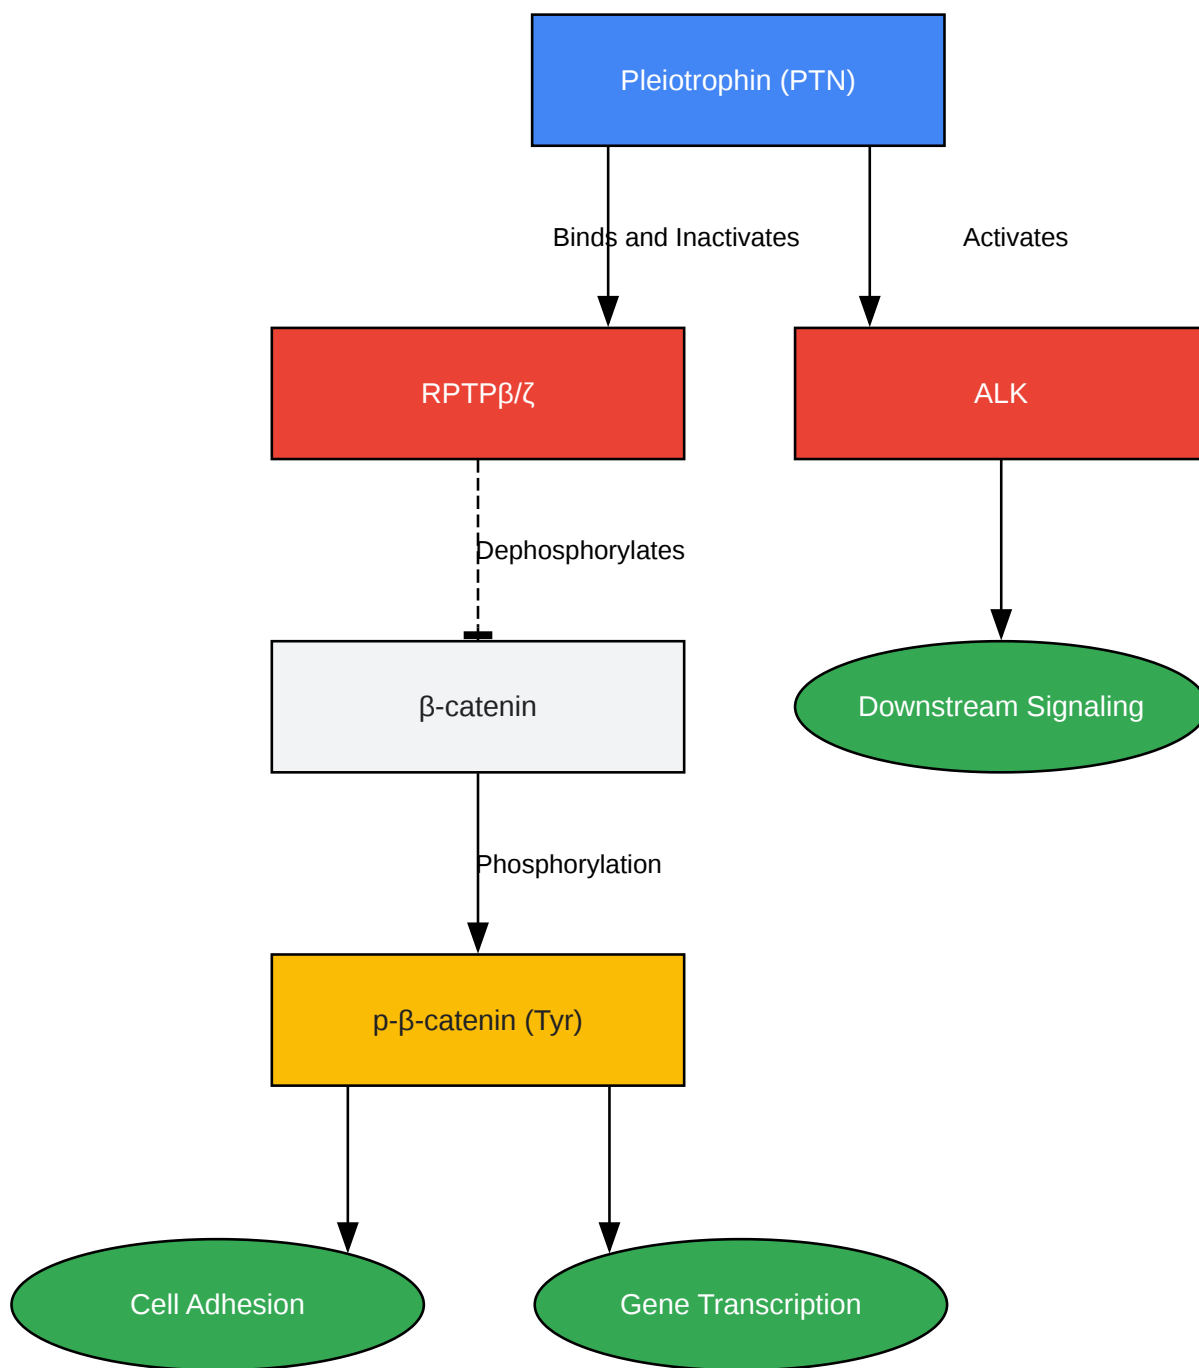 Pleiotrophin (PTN)
Binds and Inactivates
Activates
RPTPβ/ζ
ALK
Dephosphorylates
β-catenin
Downstream Signaling
Phosphorylation
p-β-catenin (Tyr)
Cell Adhesion
Gene Transcription